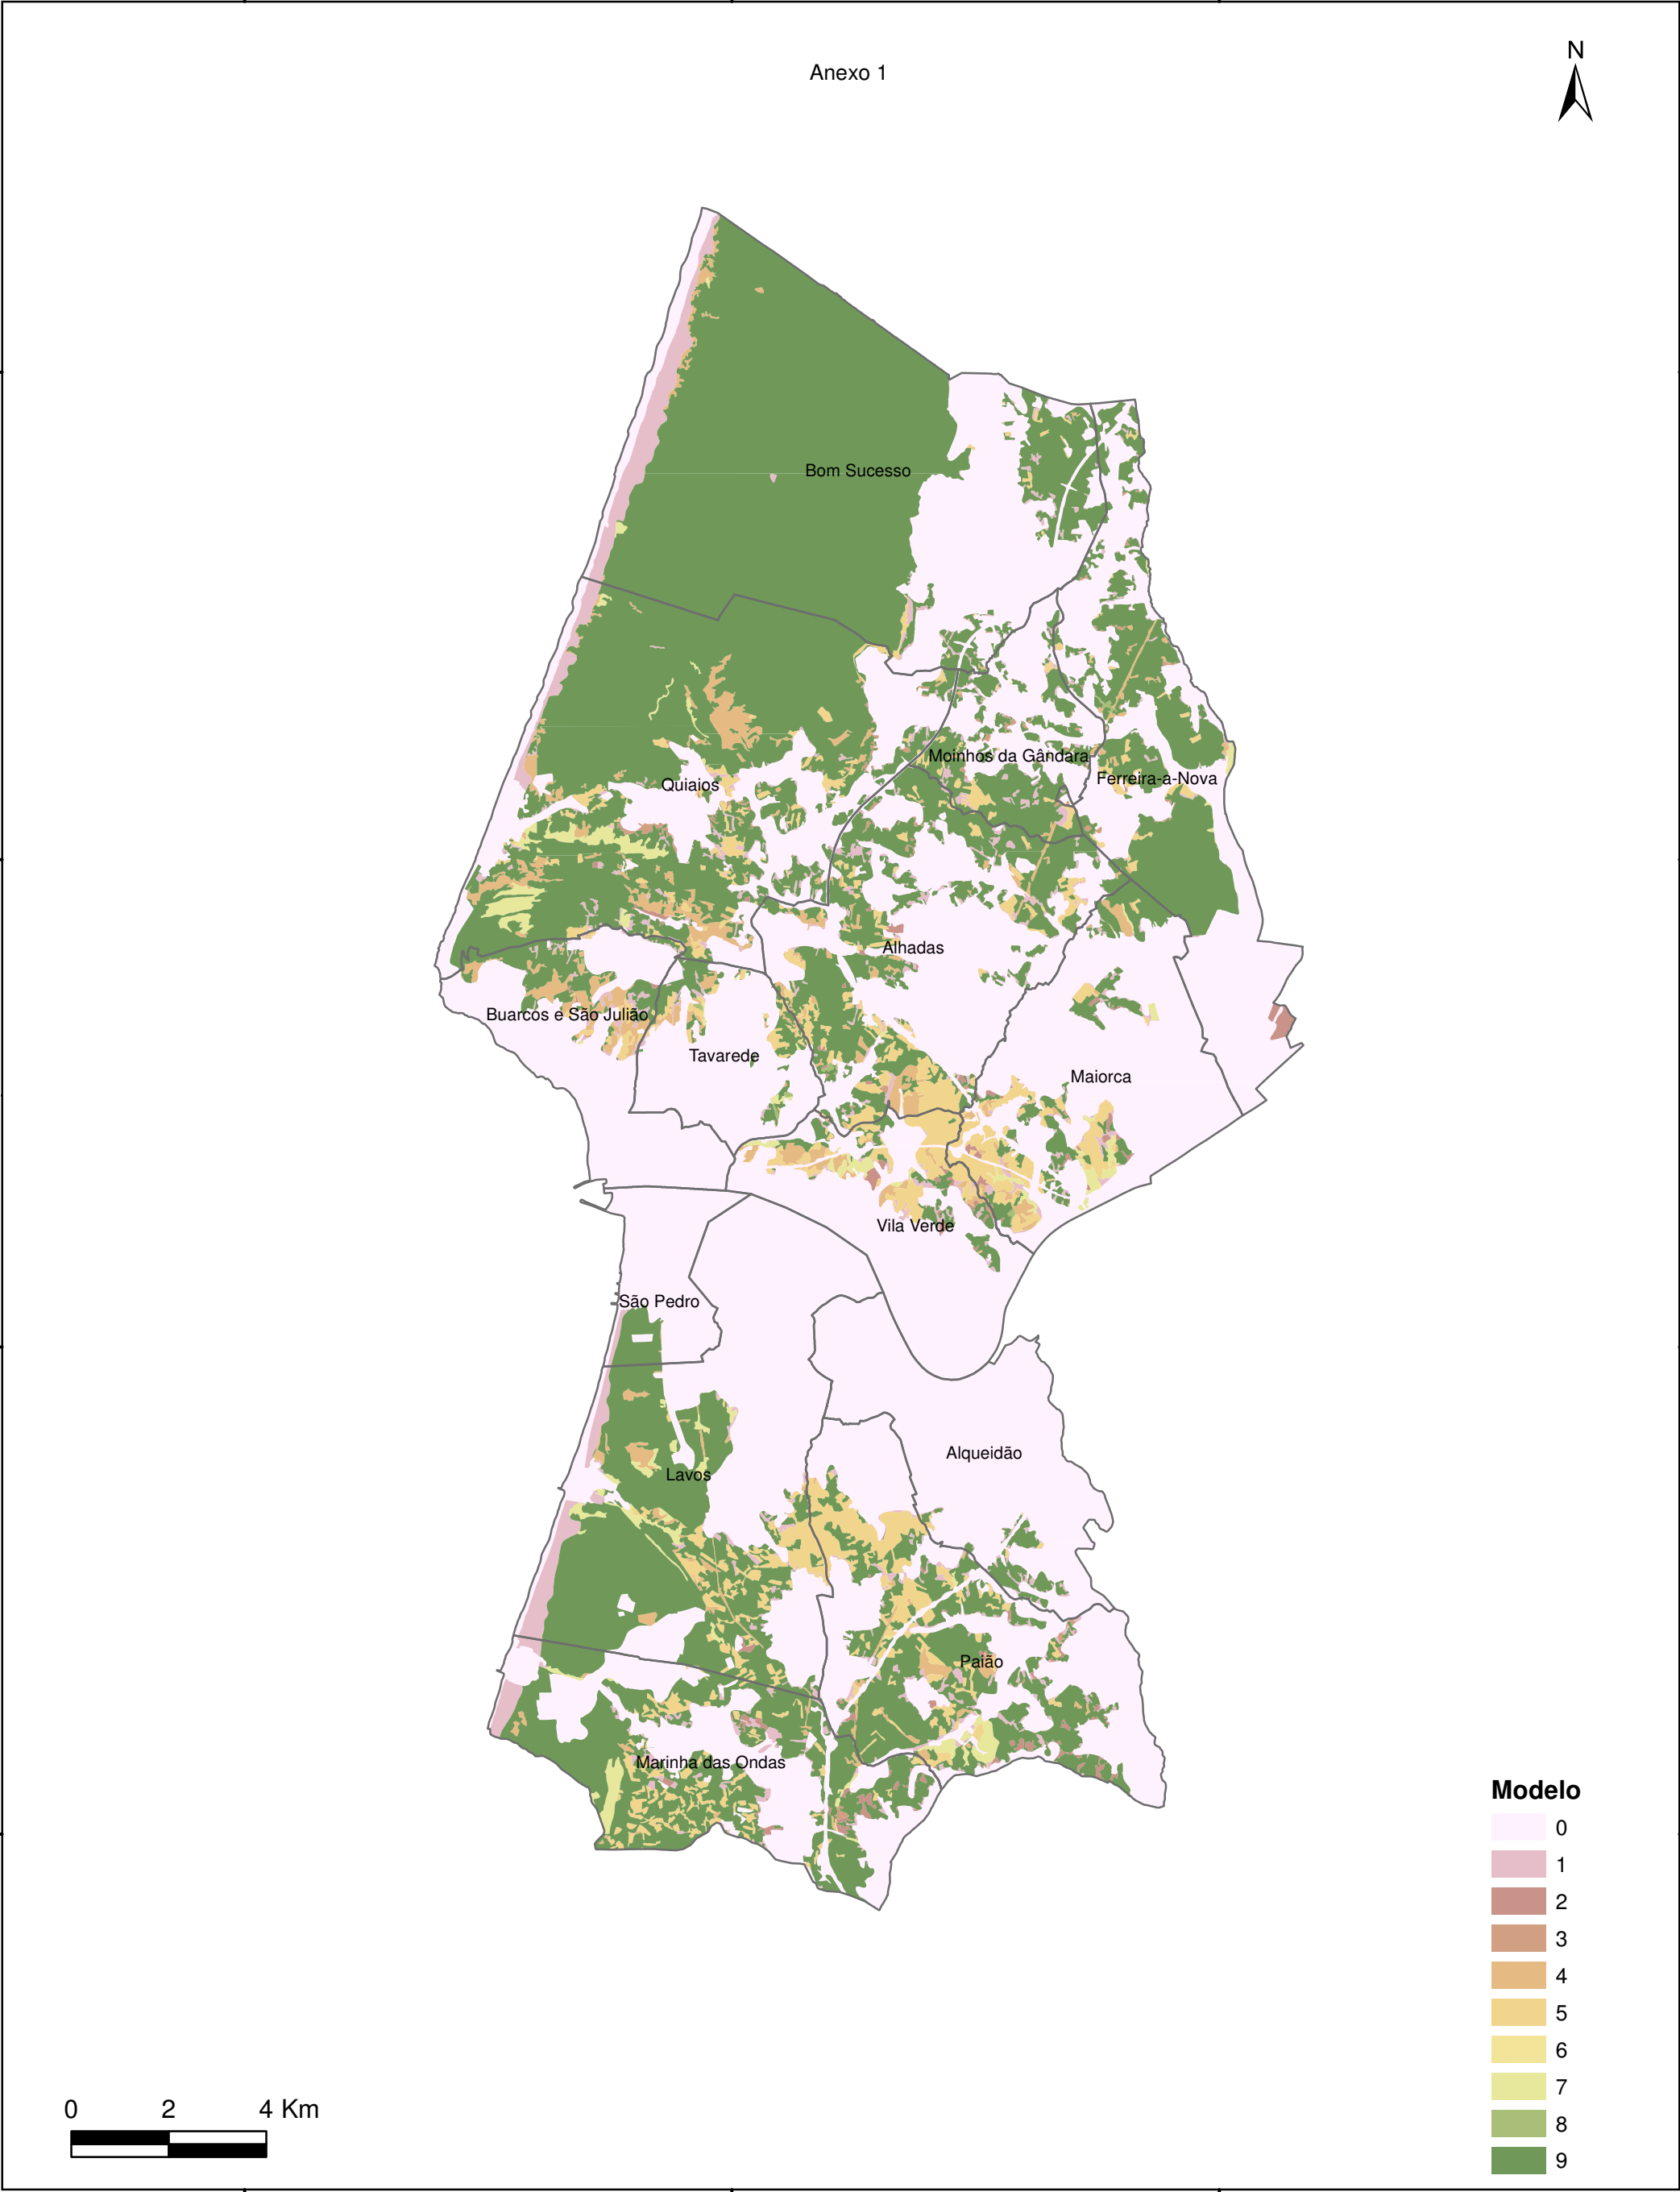 Anexo 1
N
Bom Sucesso
Moinhos da Gândara
Ferreira-a-Nova
Quiaios
Alhadas
Buarcos e São Julião
Tavarede
Maiorca
Vila Verde
São Pedro
Alqueidão
Lavos
Paião
Marinha das Ondas
Modelo
0
1
2
3
4
5
6
7
8
9
0 2 4 Km